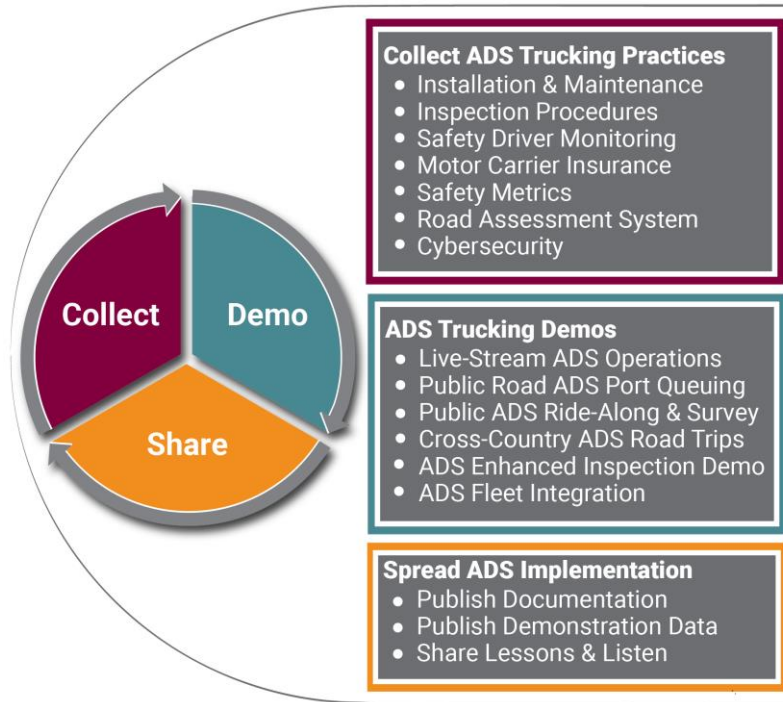 Collect
Demo
Share
Collect ADS Trucking Practices
• Installation & Maintenance
• Inspection Procedures
• Safety Driver Monitoring
• Motor Carrier Insurance
• Safety Metrics
• Road Assessment System
• Cybersecurity
ADS Trucking Demos
• Live-Stream ADS Operations
• Public Road ADS Port Queuing
• Public ADS Ride-Along & Survey
• Cross-Country ADS Road Trips
• ADS Enhanced Inspection Demo
• ADS Fleet Integration
Spread ADS Implementation
• Publish Documentation
• Publish Demonstration Data
• Share Lessons & Listen